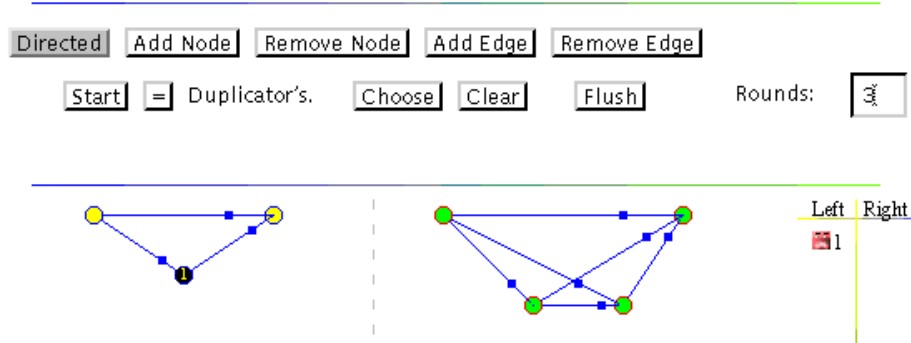 Directed Add Node Remove Node Add Edge Remove Edge
Start = Duplicator's. Choose Clear Flush Rounds: 3
Left Right
1
1